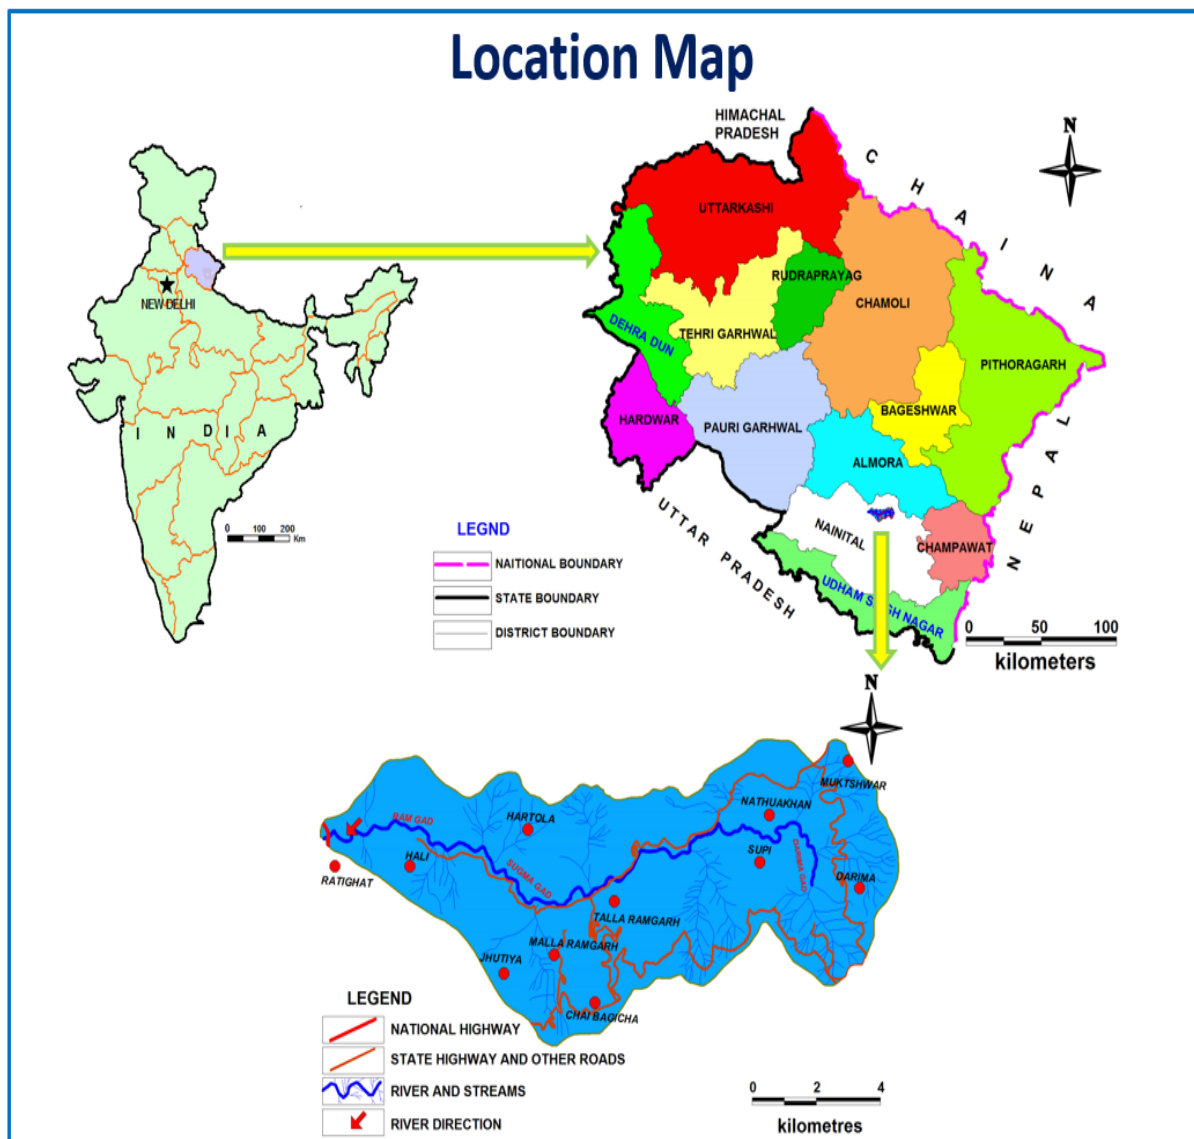 Location Map
HIMACHAL
PRADESH
N
C H A I N A
UTTARKASHI
RUDRAPRAYAG
CHAMOLI
TEHRI GARHWAL
DEHRA DUN
PITHORAGARH
HARDWAR
PAURI GARHWAL
BAGESHWAR
ALMORA
NAINITAL
CHAMPAWAT
UDHAM S GH NAGAR
UTTAR PRADESH
N E P A L
0 50 100
kilometers
NEW DELHI
I N D I A
0 100 200
Km
LEGND
NAITIONAL BOUNDARY
STATE BOUNDARY
DISTRICT BOUNDARY
N
MUKTSHWAR
NATHUAKHAN
HARTOLA
RAM GAD
SUPI
DARIMA GAD
HALI
SUGMA GAD
RATIGHAT
DARIMA
TALLA RAMGARH
MALLA RAMGARH
JHUTIYA
CHAI BAGICHA
LEGEND
NATIONAL HIGHWAY
STATE HIGHWAY AND OTHER ROADS
RIVER AND STREAMS
RIVER DIRECTION
0 2 4
kilometres